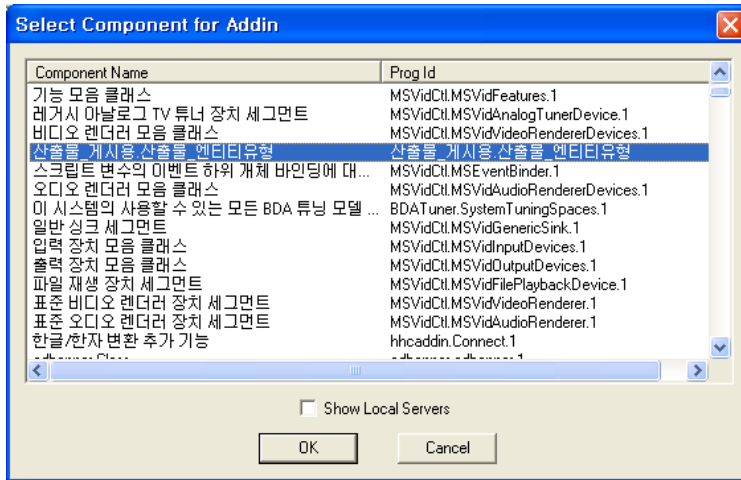 Select Component for Addin
Component Name Prog Id
기능 모음 클래스 MSVidCtl.MSVidFeatures.1
레거시 아날로그 TV 튜너 장치 세그먼트 MSVidCtl.MSVidAnalogTunerDevice.1
비디오 렌더러 모음 클래스 MSVidCtl.MSVidVideoRendererDevices.1
산출물_게시용.산출물_엔티티유형 산출물_게시용.산출물_엔티티유형
스크립트 변수의 이벤트 하위 개체 바인딩에 대... MSVidCtl.MSEventBinder.1
오디오 렌더러 모음 클래스 MSVidCtl.MSVidAudioRendererDevices.1
이 시스템의 사용할 수 있는 모든 BDA 튜닝 모델 ... BDATuner.SystemTuningSpaces.1
일반 싱크 세그먼트 MSVidCtl.MSVidGenericSink.1
입력 장치 모음 클래스 MSVidCtl.MSVidInputDevices.1
출력 장치 모음 클래스 MSVidCtl.MSVidOutputDevices.1
파일 재생 장치 세그먼트 MSVidCtl.MSVidFilePlaybackDevice.1
표준 비디오 렌더러 장치 세그먼트 MSVidCtl.MSVidVideoRenderer.1
표준 오디오 렌더러 장치 세그먼트 MSVidCtl.MSVidAudioRenderer.1
한글/한자 변환 추가 기능 hhcaddin.Connect.1
Show Local Servers
OK Cancel